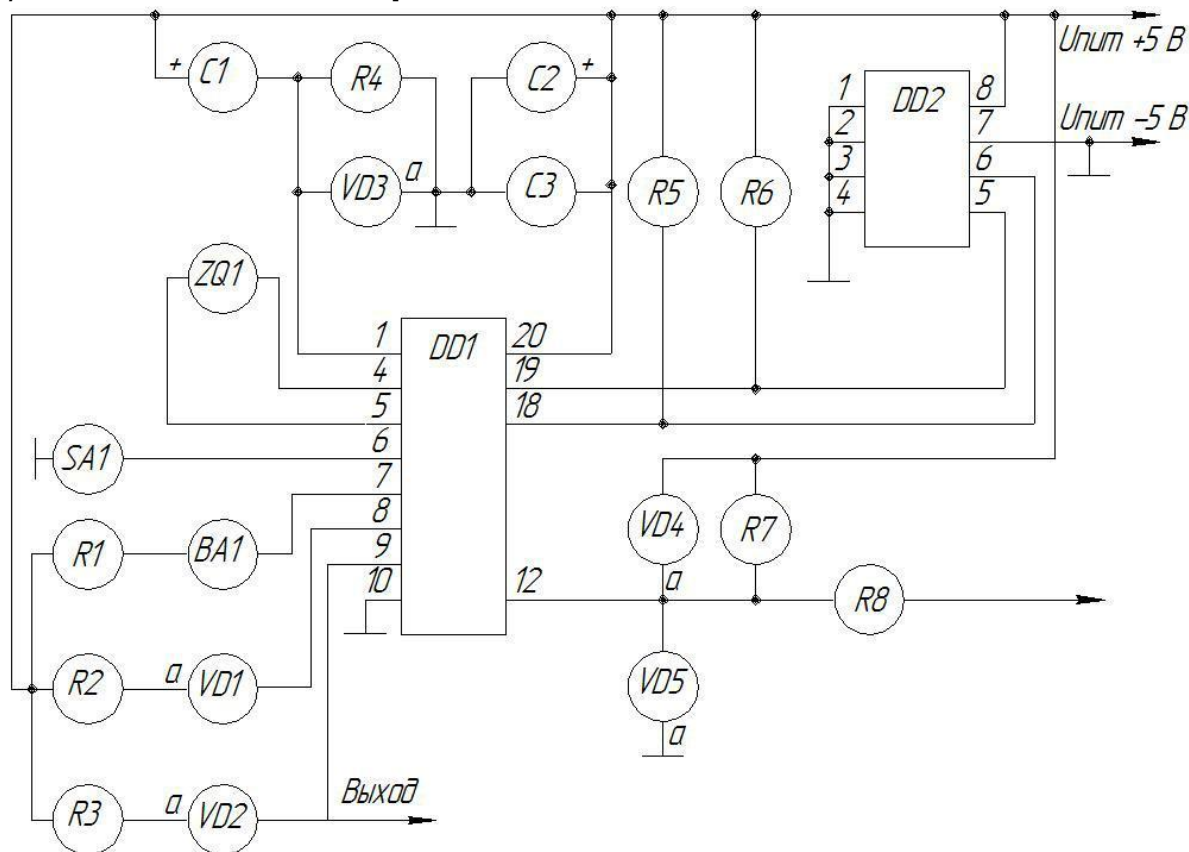 Uпит +5 В
+ C1
R4
C2 +
1 DD2 8
2 7 Uпит –5 В
3 6
4 5
VD3 a
C3
R5
R6
ZQ1
1 DD1 20
4 19
5 18
6
SA1
7
8
R1 BA1
9
10 12
VD4
R7
a
R8
R2 a VD1
VD5
a
R3 a VD2
Выход